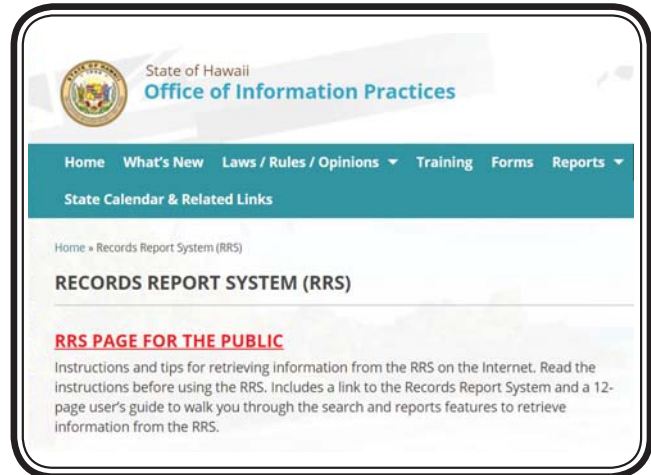 State of Hawaii
Office of Information Practices
Home What's New Laws / Rules / Opinions Training Forms Reports
State Calendar & Related Links
Home » Records Report System (RRS)
RECORDS REPORT SYSTEM (RRS)
RRS PAGE FOR THE PUBLIC
Instructions and tips for retrieving information from the RRS on the Internet. Read the
instructions before using the RRS. Includes a link to the Records Report System and a 12-
page user's guide to walk you through the search and reports features to retrieve
information from the RRS.